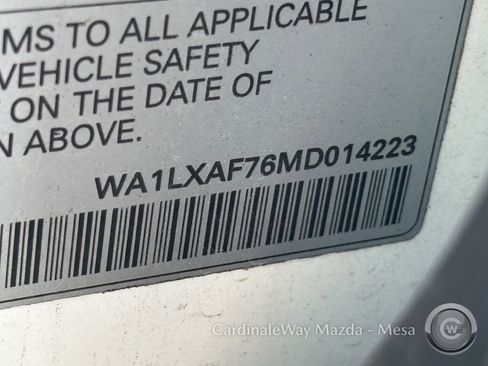 MS TO ALL APPLICABLE
VEHICLE SAFETY
ON THE DATE OF
N ABOVE.
WA1LXAF76MD014223
CardinaleWay Mazda - Mesa